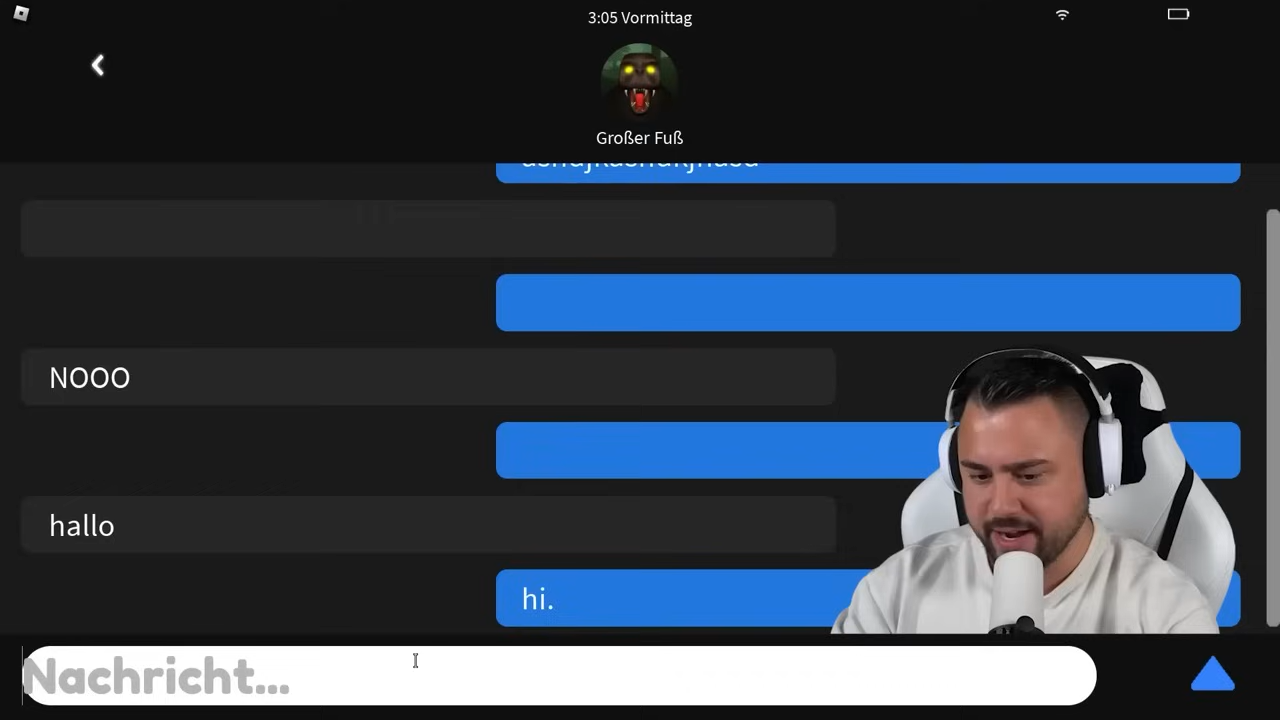 3:05 Vormittag
Großer Fuß
NOOO
hallo
hi.
Nachricht...